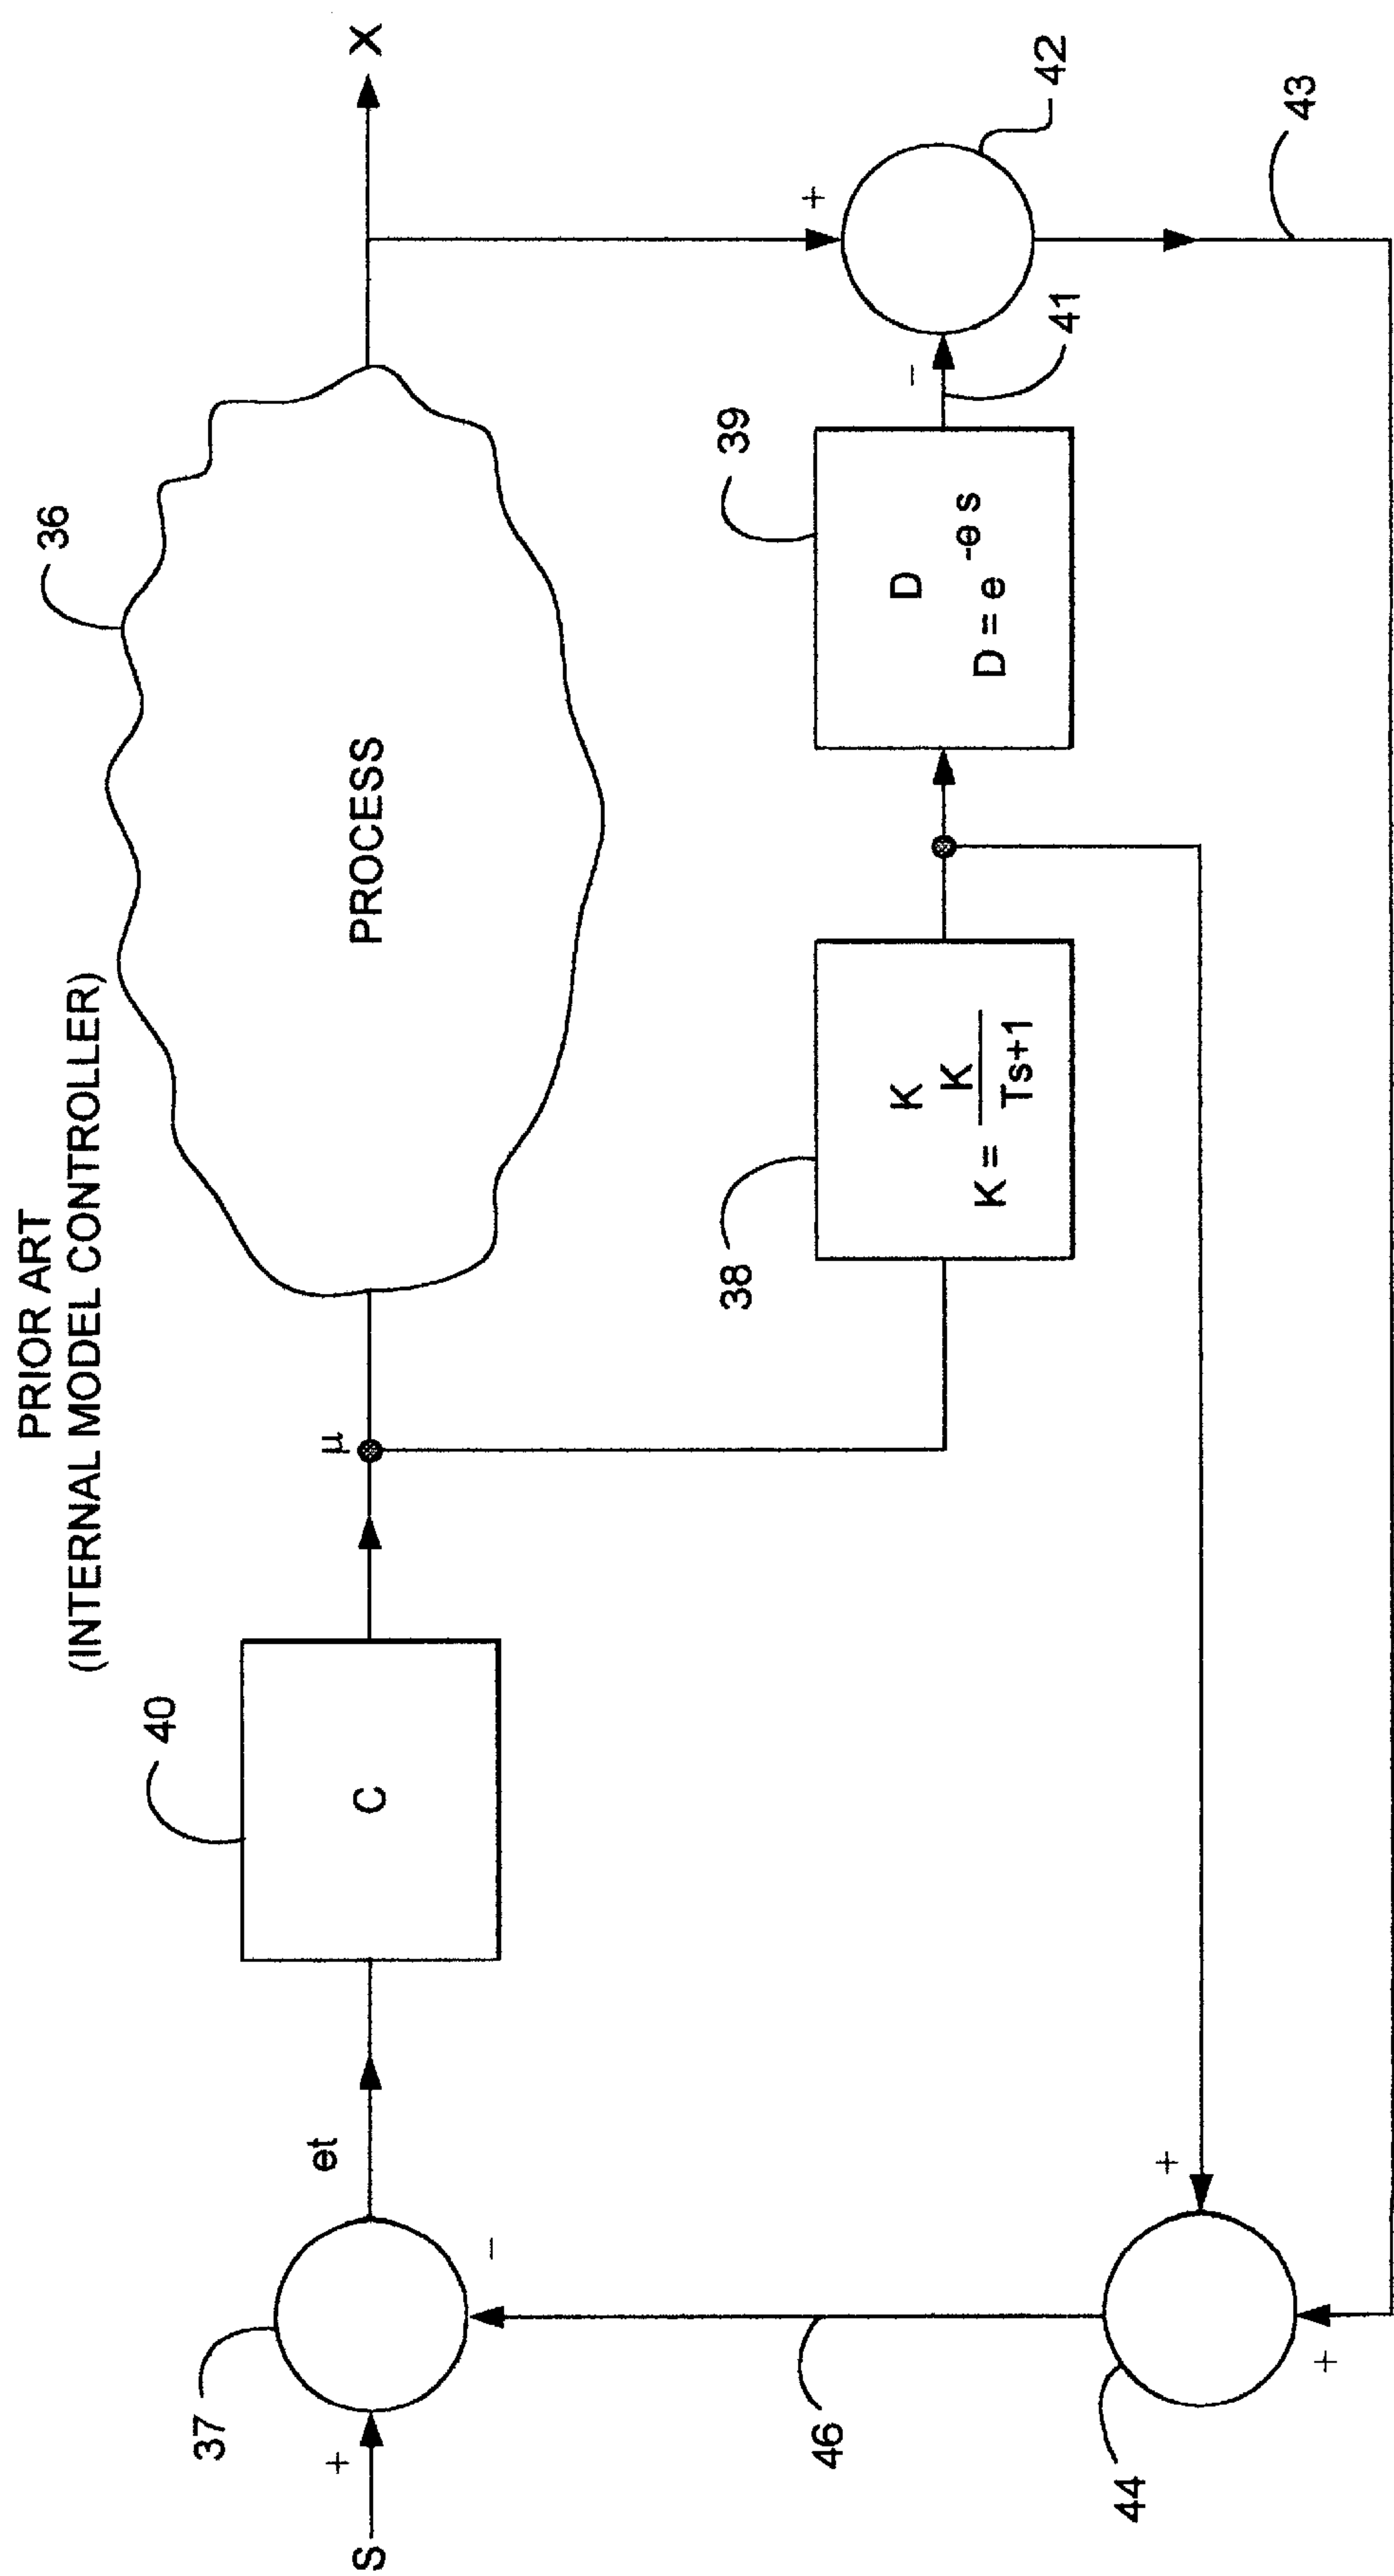 PRIOR ART
(INTERNAL MODEL CONTROLLER)
36
PROCESS
X
μ
40
C
et
37
+
S
-
+
42
43
41
-
39
D
D = e^-Θ s
38
K
K = K / Ts+1
46
44
+
+